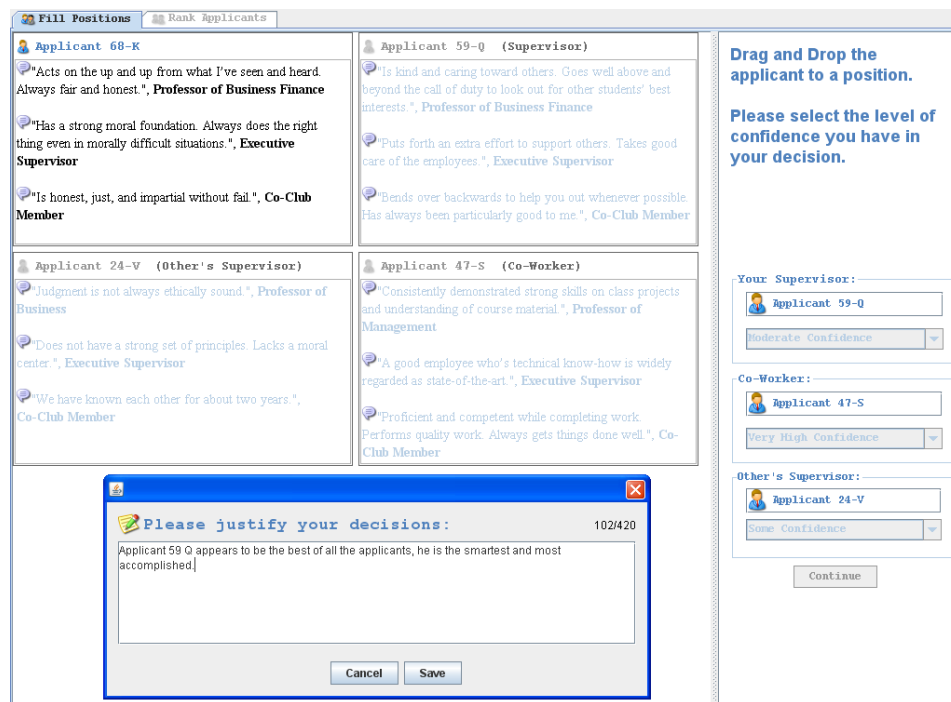 Fill Positions
Rank Applicants
Applicant 68-K
"Acts on the up and up from what I've seen and heard.
Always fair and honest.", Professor of Business Finance
"Has a strong moral foundation. Always does the right
thing even in morally difficult situations.", Executive
Supervisor
"Is honest, just, and impartial without fail.", Co-Club
Member
Applicant 59-Q (Supervisor)
"Is kind and caring toward others. Goes well above and
beyond the call of duty to look out for other students' best
interests.", Professor of Business Finance
"Puts forth an extra effort to support others. Takes good
care of the employees.", Executive Supervisor
"Bends over backwards to help you out whenever possible.
Has always been particularly good to me.", Co-Club Member
Applicant 24-V (Other's Supervisor)
"Judgment is not always ethically sound.", Professor of
Business
"Does not have a strong set of principles. Lacks a moral
center.", Executive Supervisor
"We have known each other for about two years.",
Co-Club Member
Applicant 47-S (Co-Worker)
"Consistently demonstrated strong skills on class projects
and understanding of course material.", Professor of
Management
"A good employee who's technical know-how is widely
regarded as state-of-the-art.", Executive Supervisor
"Proficient and competent while completing work.
Performs quality work. Always gets things done well.", Co-
Club Member
Please justify your decisions:
102/420
Applicant 59 Q appears to be the best of all the applicants, he is the smartest and most
accomplished.
Cancel
Save
Drag and Drop the
applicant to a position.
Please select the level of
confidence you have in
your decision.
Your Supervisor:
Applicant 59-Q
Moderate Confidence
Co-Worker:
Applicant 47-S
Very High Confidence
Other's Supervisor:
Applicant 24-V
Some Confidence
Continue